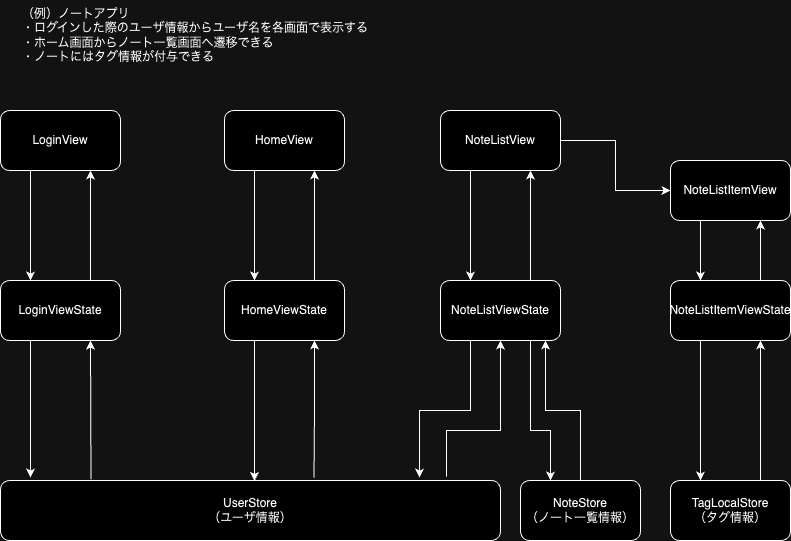 （例）ノートアプリ
・ログインした際のユーザ情報からユーザ名を各画面で表示する
・ホーム画面からノート一覧画面へ遷移できる
・ノートにはタグ情報が付与できる
LoginView
HomeView
NoteListView
NoteListItemView
LoginViewState
HomeViewState
NoteListViewState
NoteListItemViewState
UserStore
（ユーザ情報）
NoteStore
（ノート一覧情報）
TagLocalStore
（タグ情報）